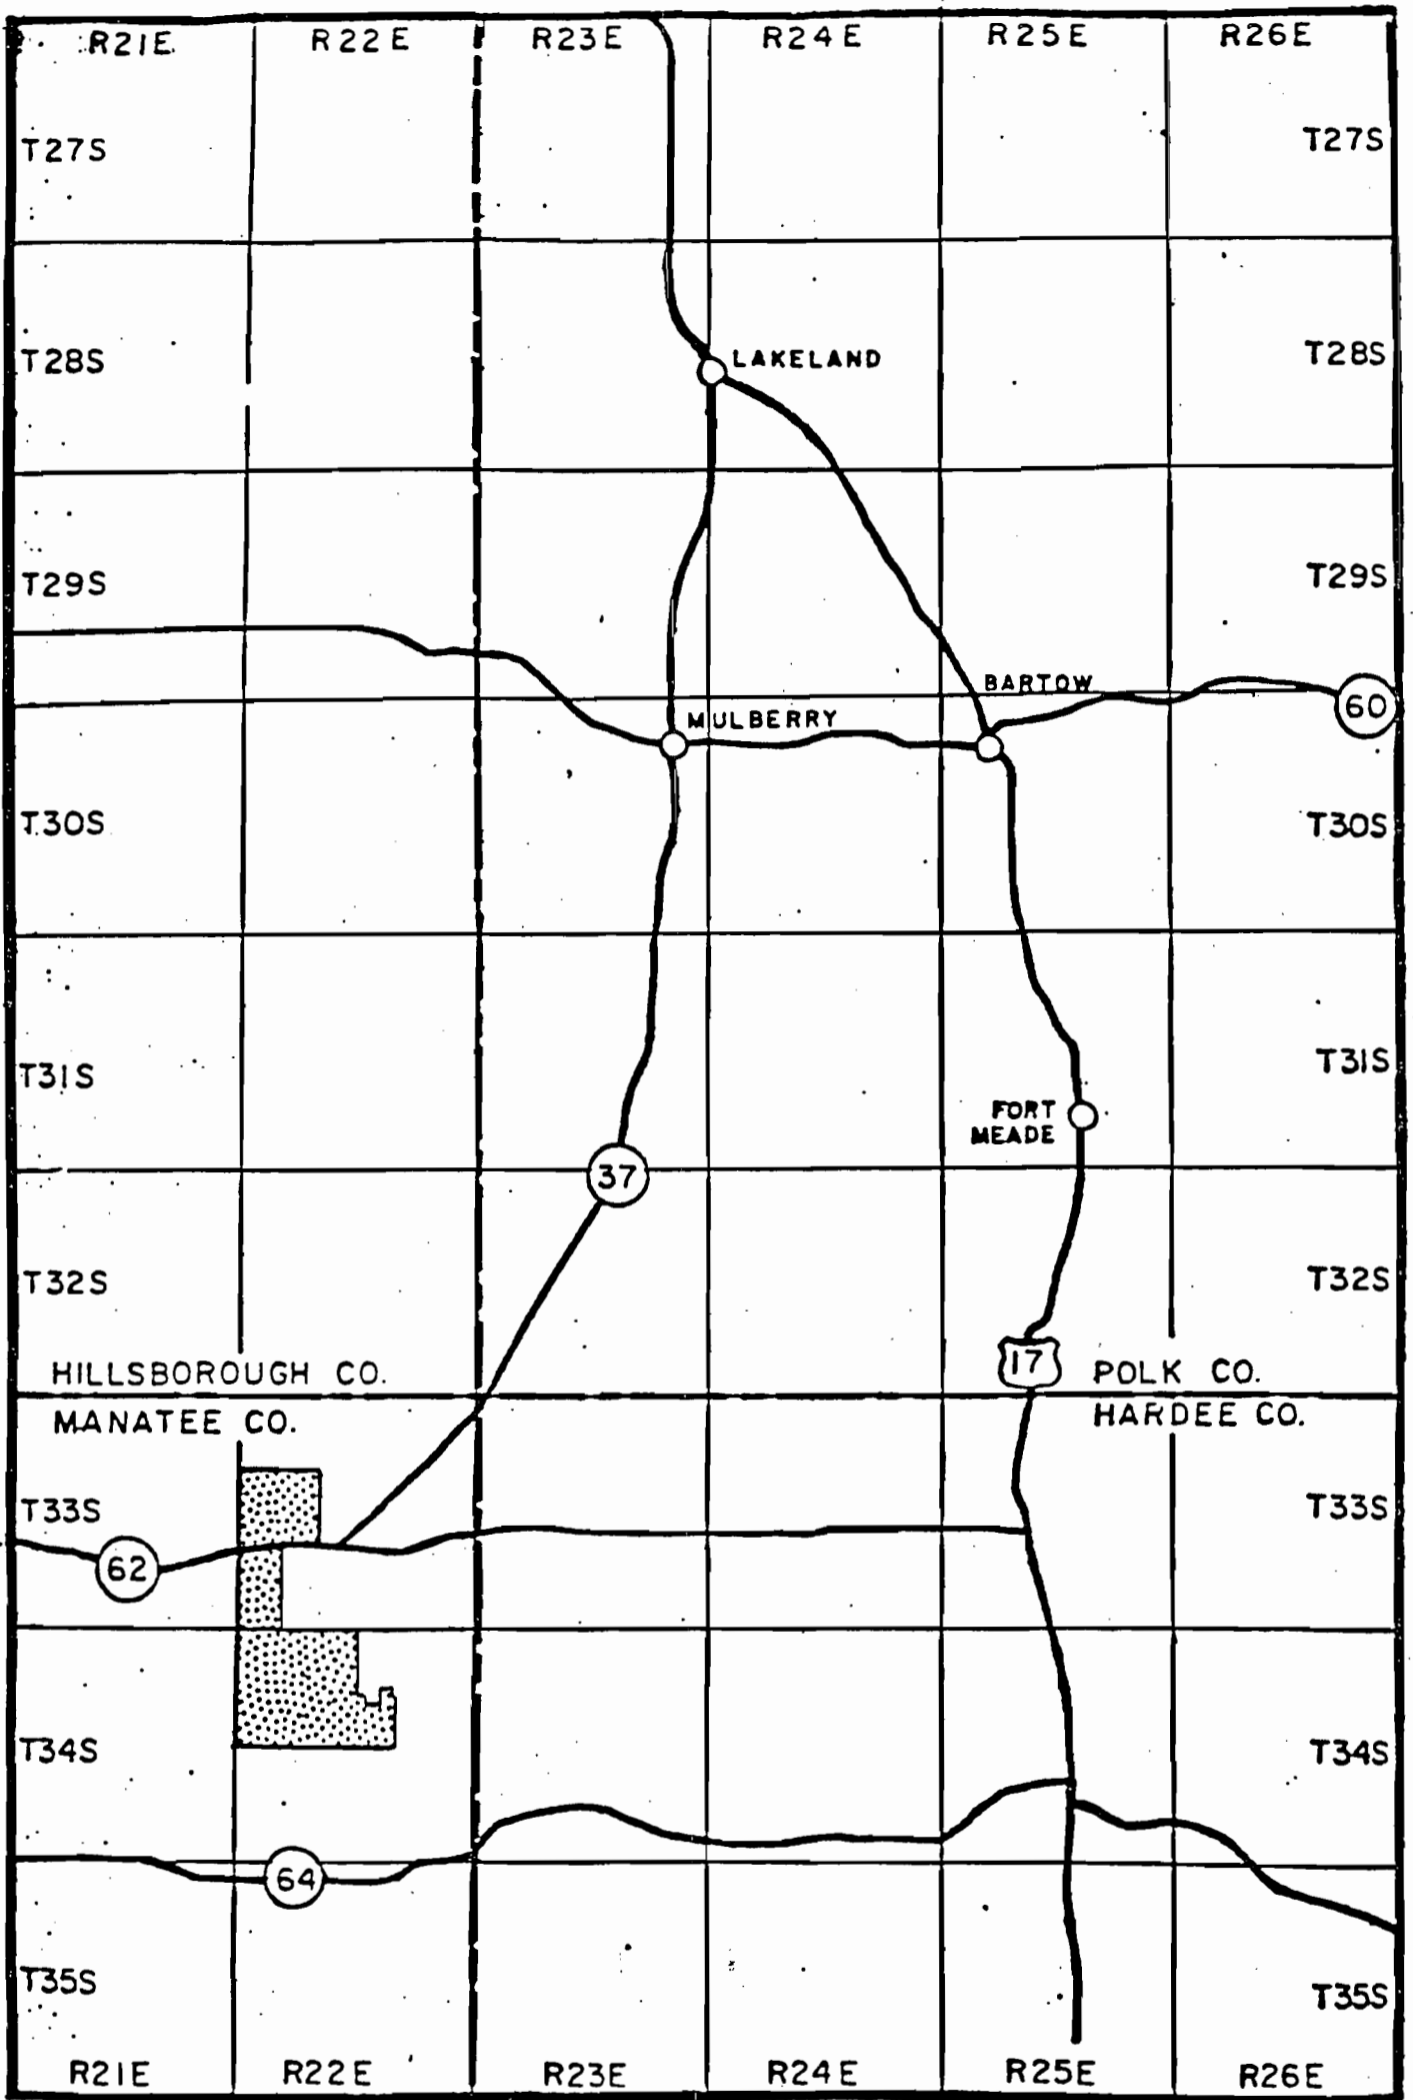 R21E R22E R23E R24E R25E R26E
T27S T27S
T28S LAKELAND T28S
T29S T29S
BARTOW
60
MULBERRY
T30S T30S
T31S T31S
FORT
MEADE
37
T32S T32S
17
HILLSBOROUGH CO. POLK CO.
MANATEE CO. HARDEE CO.
T33S T33S
62
T34S T34S
64
T35S T35S
R21E R22E R23E R24E R25E R26E